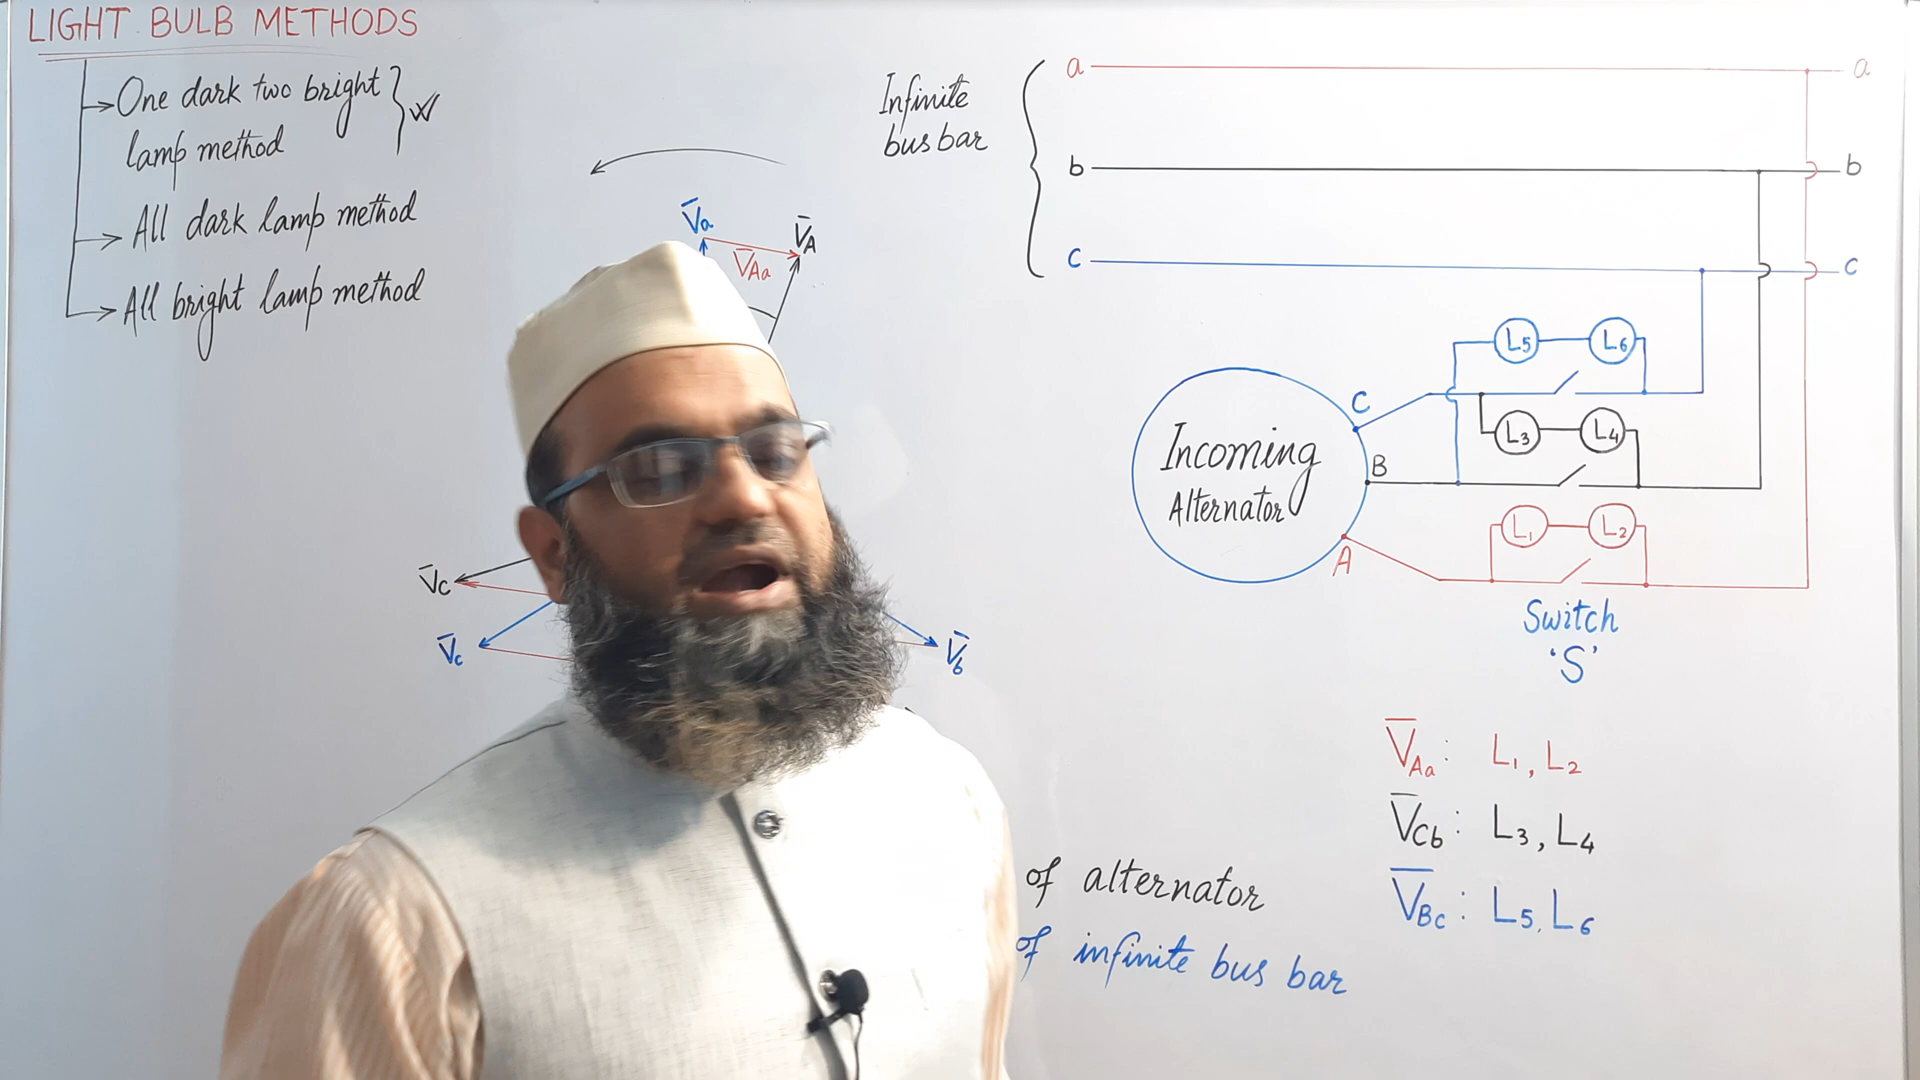 LIGHT BULB METHODS
One dark two bright
lamp method
All dark lamp method
All bright lamp method
V̅a
V̅A
V̅Aa
V̅C
V̅c
V̅b
Infinite
bus bar
a
a
b
b
c
c
Incoming
Alternator
C
B
A
L5
L6
L3
L4
L1
L2
Switch
'S'
V̅Aa: L1, L2
V̅Cb: L3, L4
V̅Bc: L5, L6
of alternator
of infinite bus bar